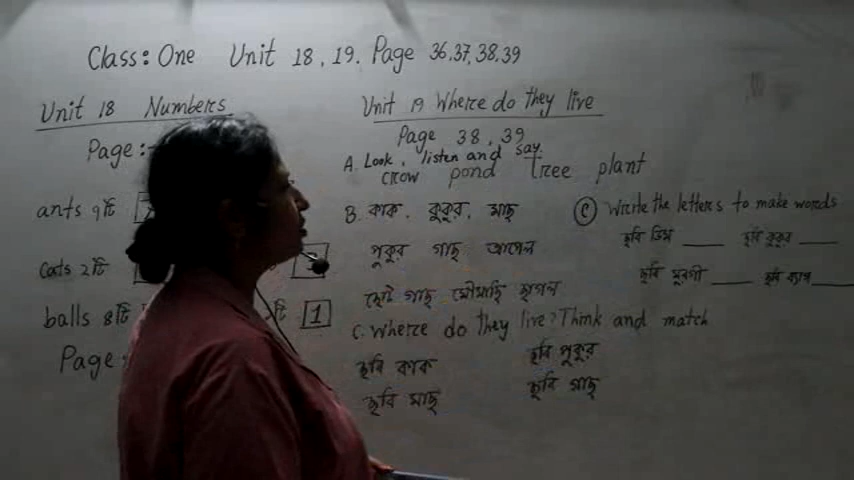 Class: One Unit 18, 19. Page 36,37,38,39
Unit 18 Numbers
Page:
ants ৭টি
Cats 2টি
balls ৪টি
টি 1
Page:
Unit 19 Where do they live
Page 38, 39
A. Look, listen and say.
crow pond tree plant
B. কাক, কুকুর, মাছ
পুকুর গাছ আপেল
ছোট গাছ মৌমাছি ছাগল
C. Where do they live? Think and match
ছবি কাক ছবি পুকুর
ছবি মাছ ছবি গাছ
C Write the letters to make words
ছবি ডিম ____ ছবি কুকুর ____
ছবি মুরগী ____ ছবি ____